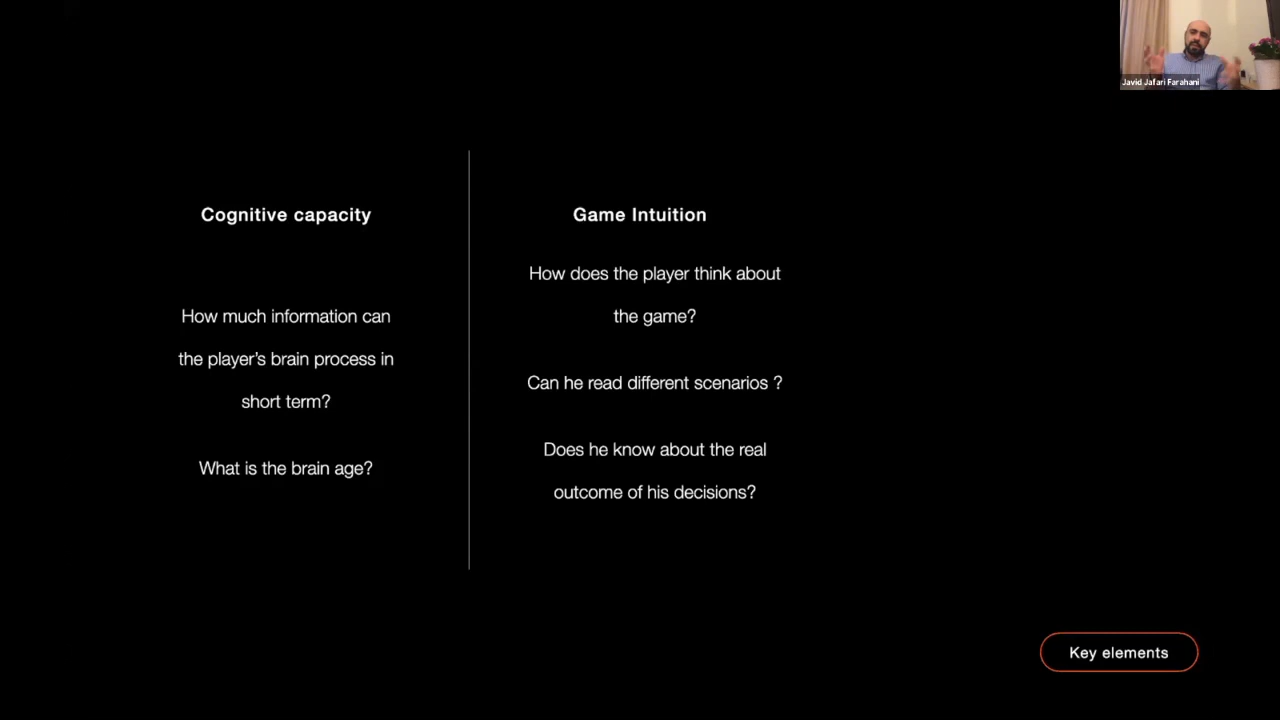 Javid Jafari Farahani
Cognitive capacity
How much information can
the player's brain process in
short term?
What is the brain age?
Game Intuition
How does the player think about
the game?
Can he read different scenarios ?
Does he know about the real
outcome of his decisions?
Key elements